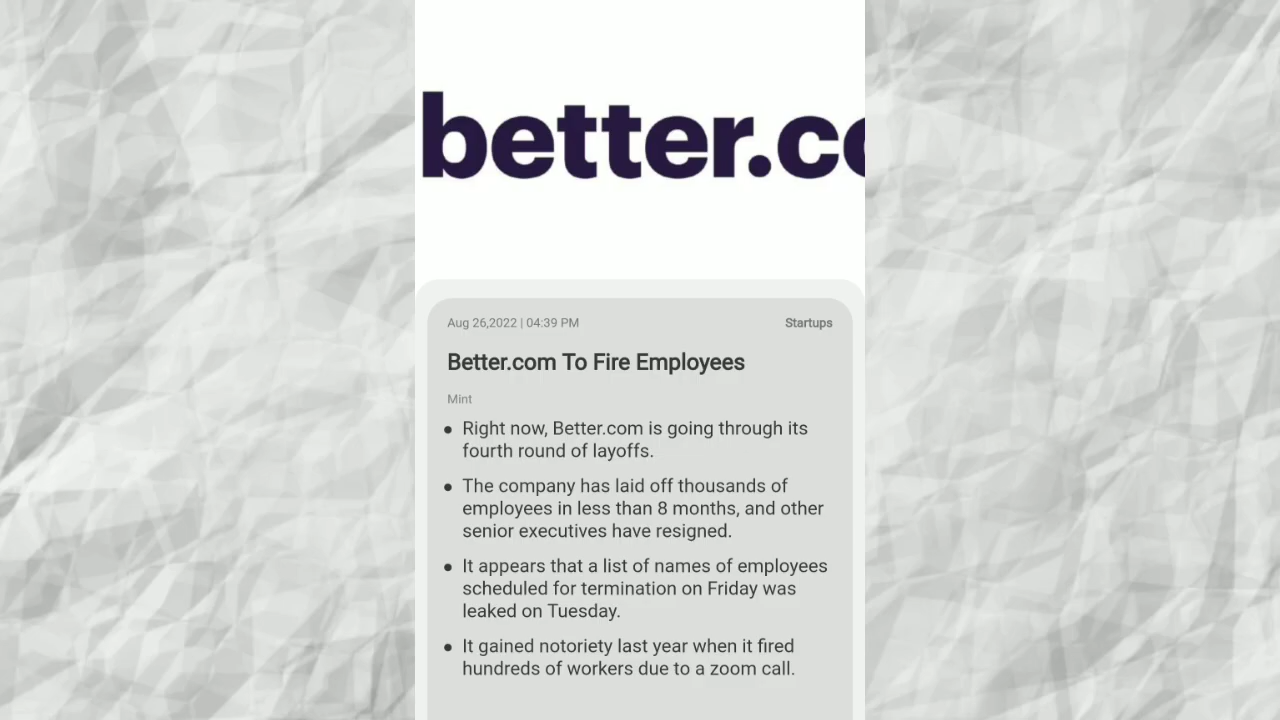 better.co
Aug 26,2022 | 04:39 PM
Startups
Better.com To Fire Employees
Mint
● Right now, Better.com is going through its
fourth round of layoffs.
● The company has laid off thousands of
employees in less than 8 months, and other
senior executives have resigned.
● It appears that a list of names of employees
scheduled for termination on Friday was
leaked on Tuesday.
● It gained notoriety last year when it fired
hundreds of workers due to a zoom call.